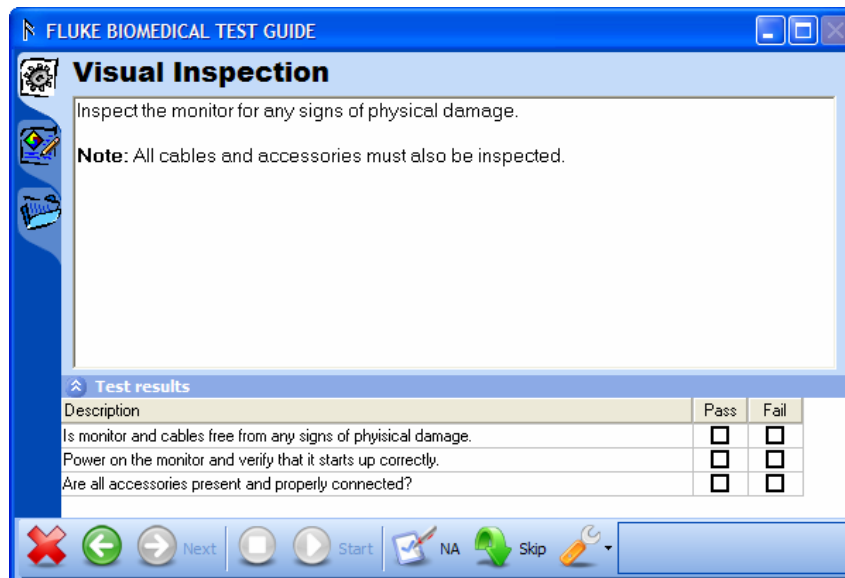 FLUKE BIOMEDICAL TEST GUIDE
Visual Inspection
Inspect the monitor for any signs of physical damage.
Note: All cables and accessories must also be inspected.
Test results
Description Pass Fail
Is monitor and cables free from any signs of phyisical damage.
Power on the monitor and verify that it starts up correctly.
Are all accessories present and properly connected?
Next Start NA Skip